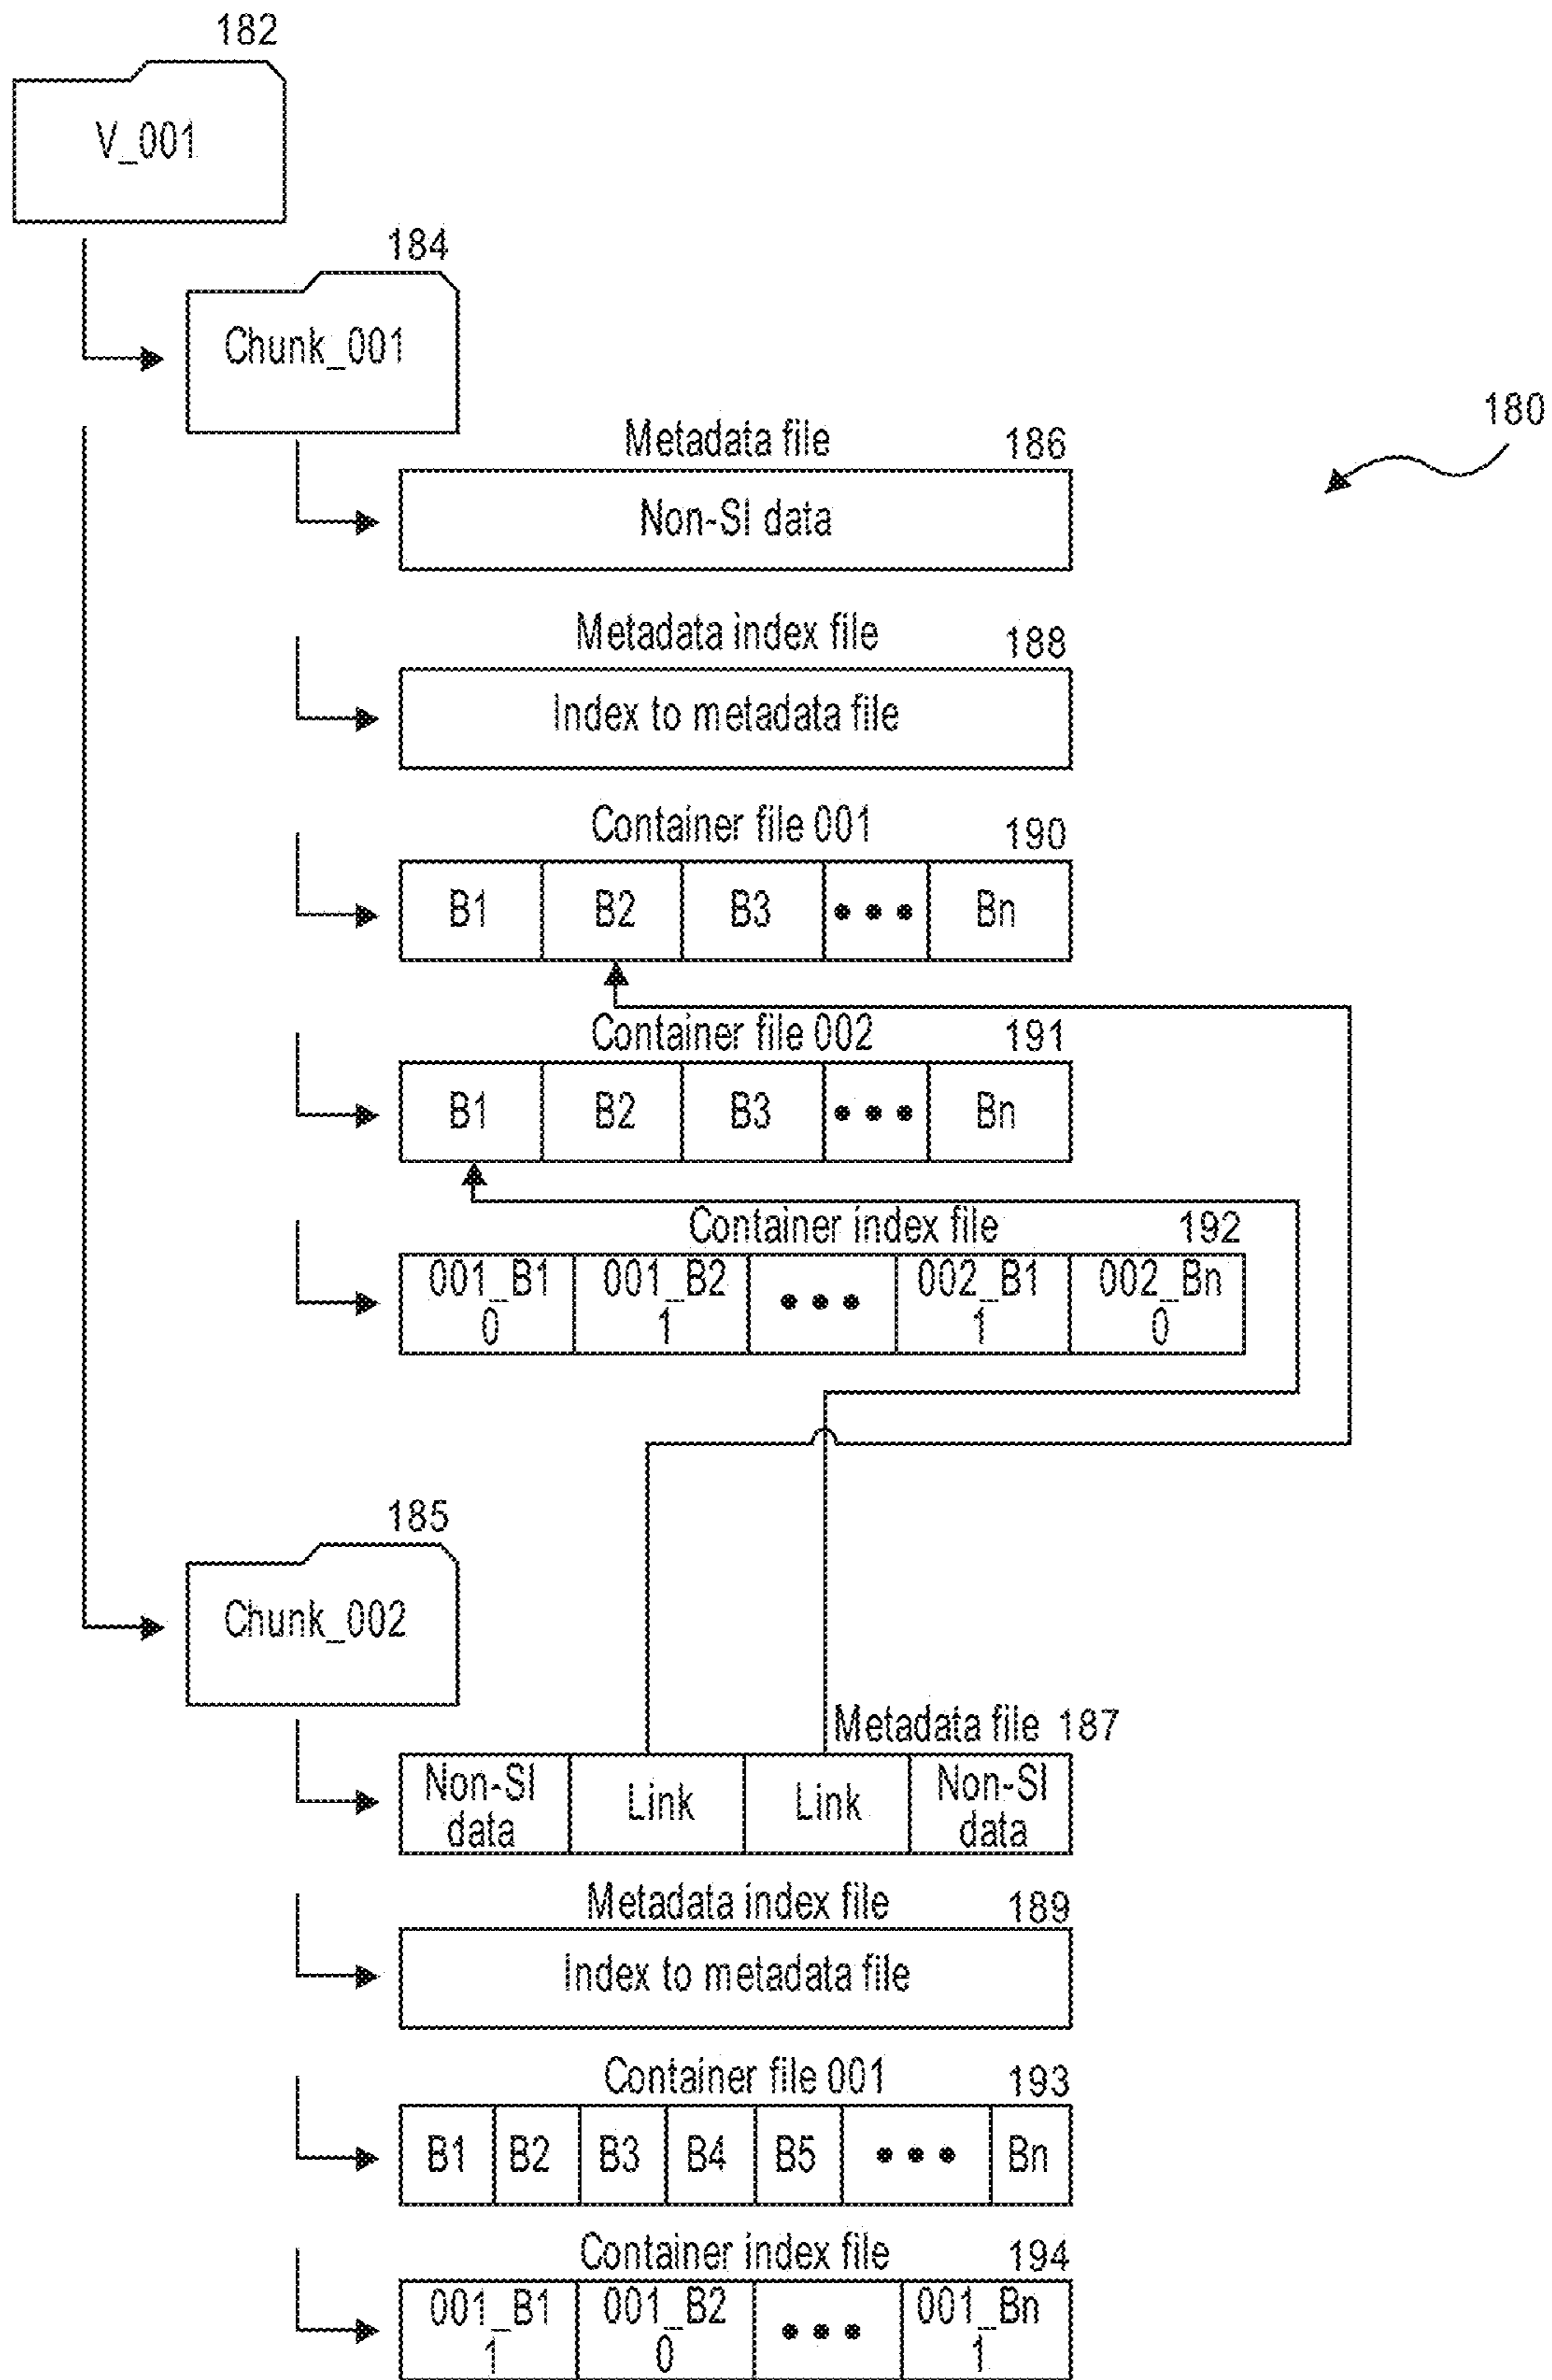 182
V_001
184
Chunk_001
180
Metadata file 186
Non-SI data
Metadata index file 188
Index to metadata file
Container file 001 190
B1 B2 B3 ••• Bn
Container file 002 191
B1 B2 B3 ••• Bn
Container index file 192
001_B1 001_B2 ••• 002_B1 002_Bn
0 1 1 0
185
Chunk_002
Metadata file 187
Non-SI Link Link Non-SI
data data
Metadata index file 189
Index to metadata file
Container file 001 193
B1 B2 B3 B4 B5 ••• Bn
Container index file 194
001_B1 001_B2 ••• 001_Bn
1 0 1